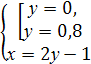 { [ y = 0,
y = 0,8
x = 2y − 1